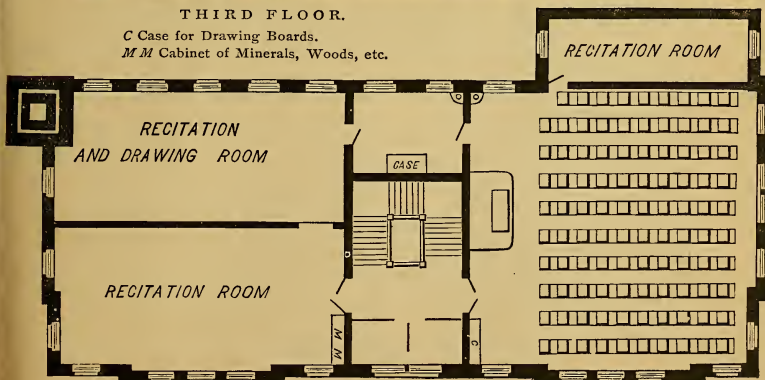 THIRD FLOOR.
C Case for Drawing Boards.
M M Cabinet of Minerals, Woods, etc.
RECITATION ROOM
RECITATION
AND DRAWING ROOM
CASE
RECITATION ROOM
M M
C